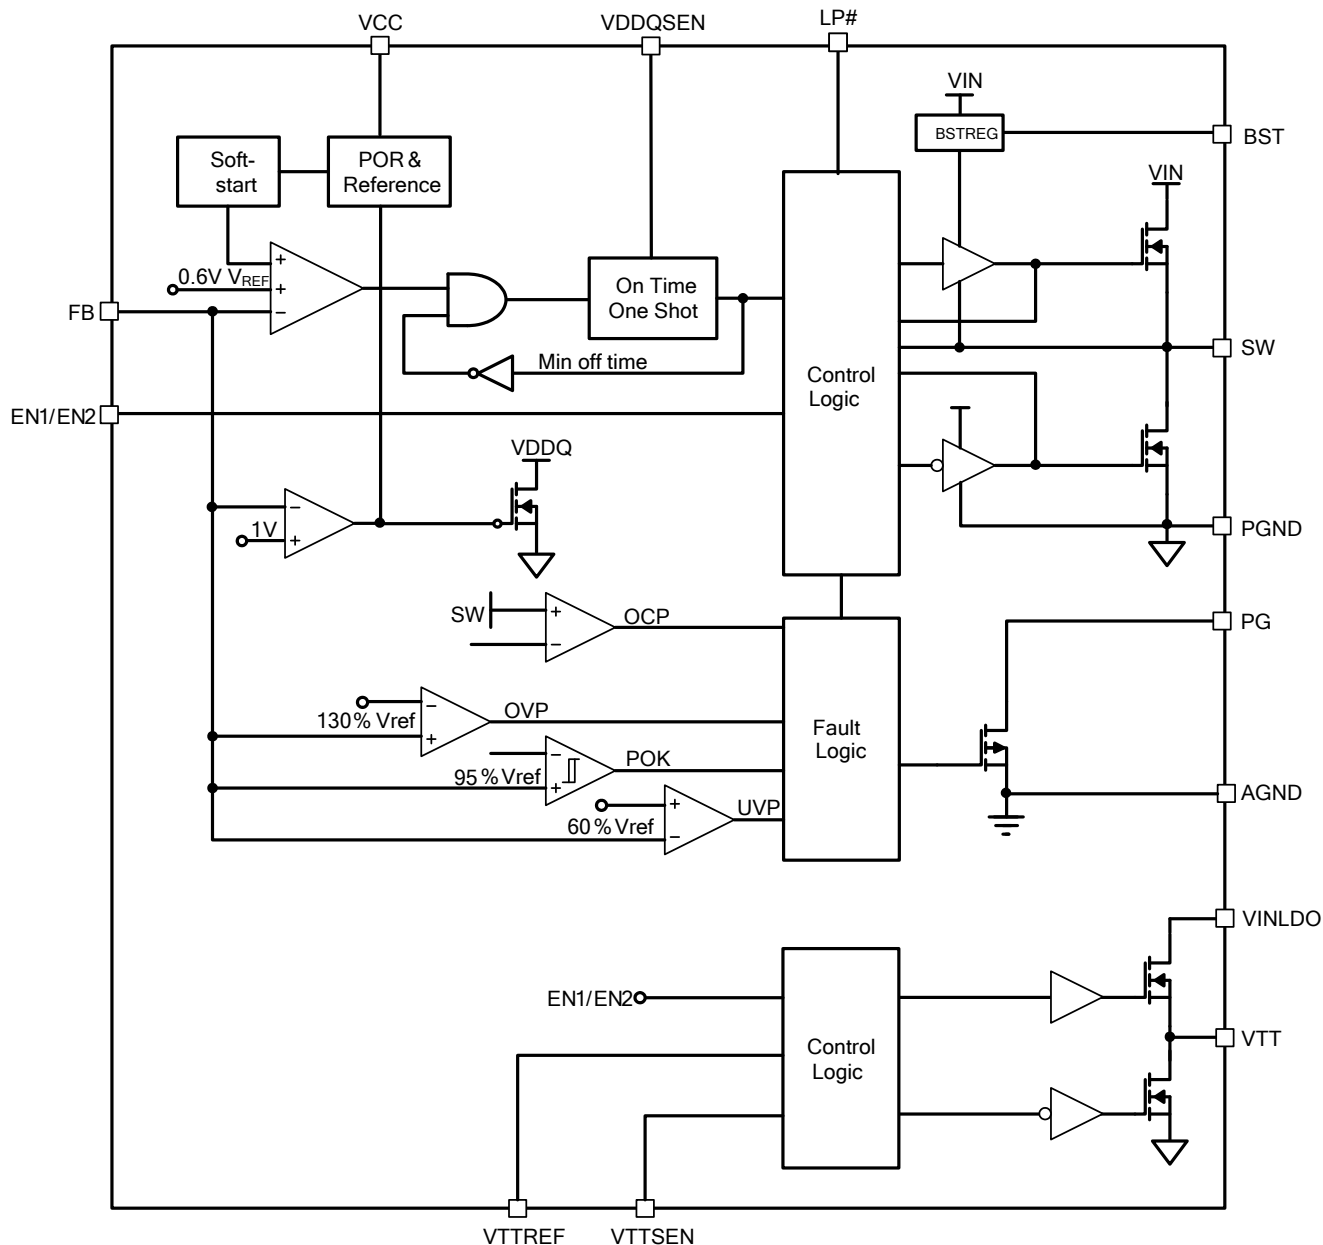 VCC
VDDQSEN
LP#
VIN
BSTREG
BST
Soft-
start
POR &
Reference
VIN
0.6V VREF
+
+
−
FB
On Time
One Shot
Min off time
SW
Control
Logic
EN1/EN2
VDDQ
−
1V
+
PGND
SW
+
−
OCP
PG
130% Vref
−
+
OVP
Fault
Logic
95% Vref
−
+
POK
60% Vref
+
−
UVP
AGND
VINLDO
EN1/EN2
Control
Logic
VTT
VTTREF
VTTSEN